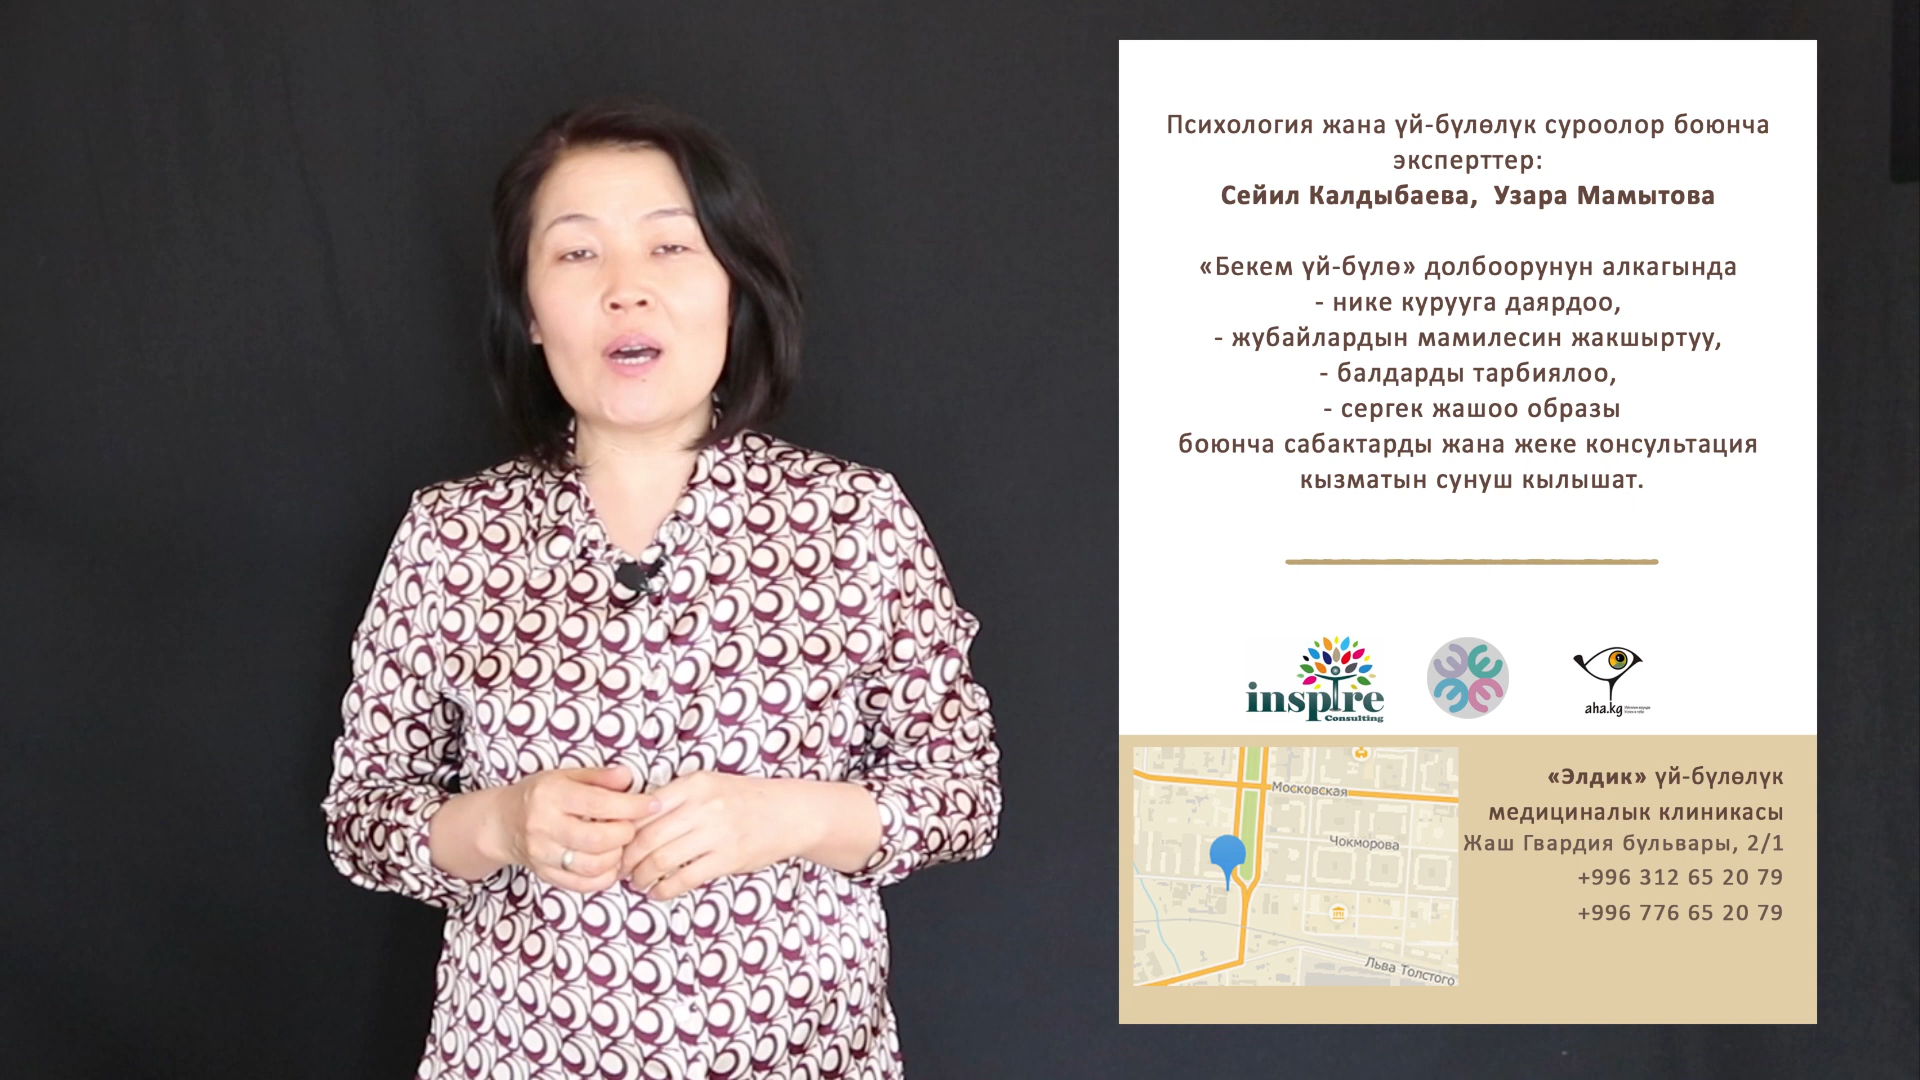 Психология жана үй-бүлөлүк суроолор боюнча
эксперттер:
Сейил Калдыбаева, Узара Мамытова
«Бекем үй-бүлө» долбоорунун алкагында
- нике курууга даярдоо,
- жубайлардын мамилесин жакшыртуу,
- балдарды тарбиялоо,
- сергек жашоо образы
боюнча сабактарды жана жеке консультация
кызматын сунуш кылышат.
inspire
Consulting
aha.kg
Московская
Чокморова
Льва Толстого
«Элдик» үй-бүлөлүк
медициналык клиникасы
Жаш Гвардия бульвары, 2/1
+996 312 65 20 79
+996 776 65 20 79